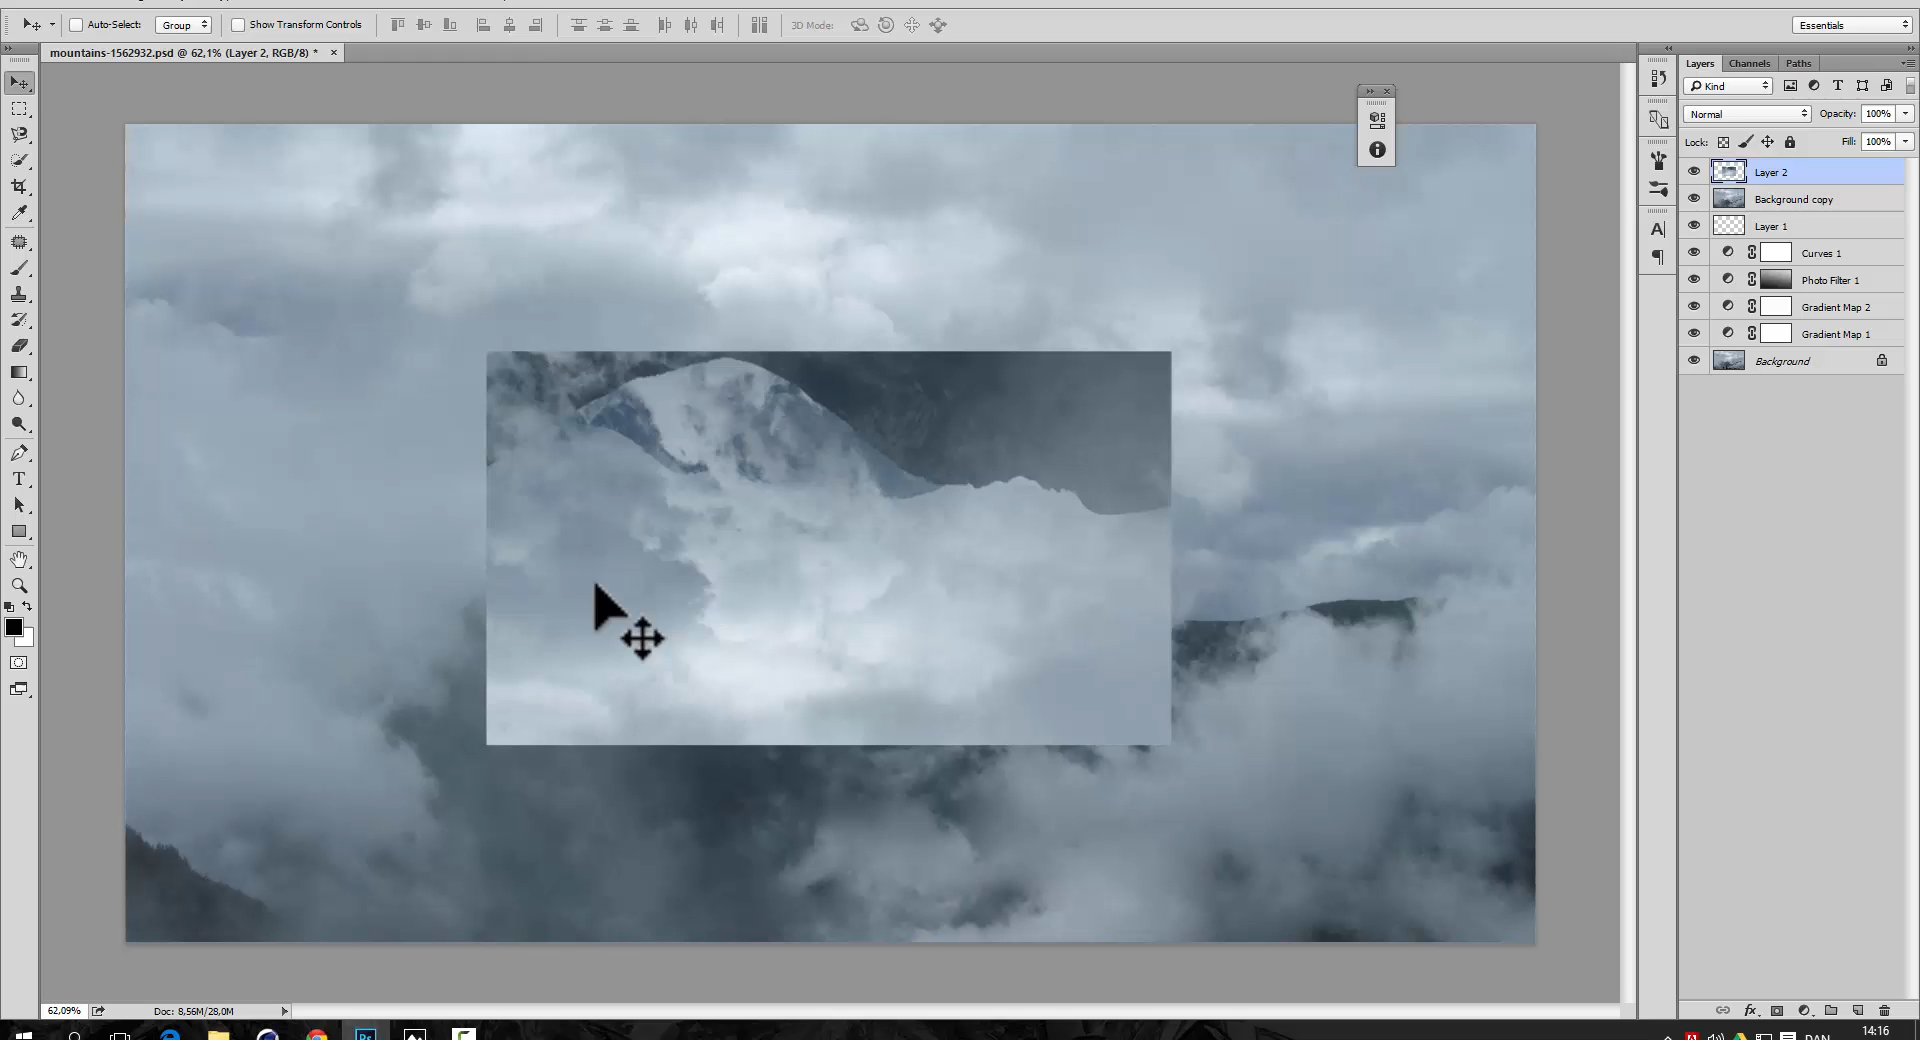 Auto-Select: Group Show Transform Controls 3D Mode: Essentials
mountains-1562932.psd @ 62,1% (Layer 2, RGB/8) *
Layers Channels Paths
Kind
Normal Opacity: 100%
Lock: Fill: 100%
Layer 2
Background copy
Layer 1
Curves 1
Photo Filter 1
Gradient Map 2
Gradient Map 1
Background
62,09% Doc: 8,56M/28,0M
14:16
DAN